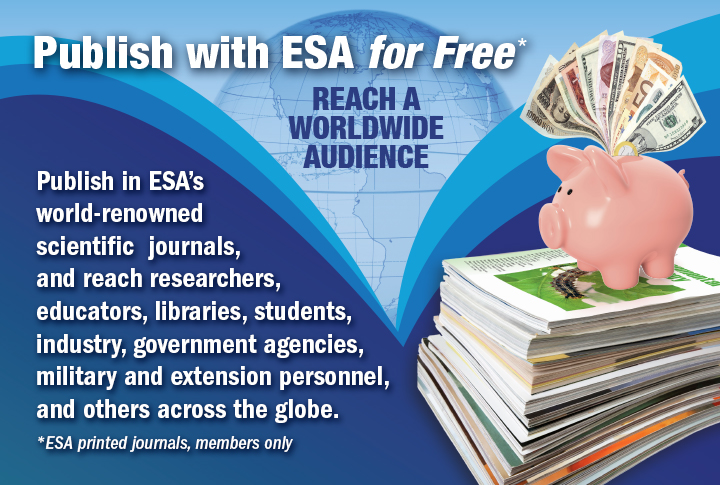 Publish with ESA for Free*
REACH A
WORLDWIDE
AUDIENCE
Publish in ESA's
world-renowned
scientific journals,
and reach researchers,
educators, libraries, students,
industry, government agencies,
military and extension personnel,
and others across the globe.
*ESA printed journals, members only